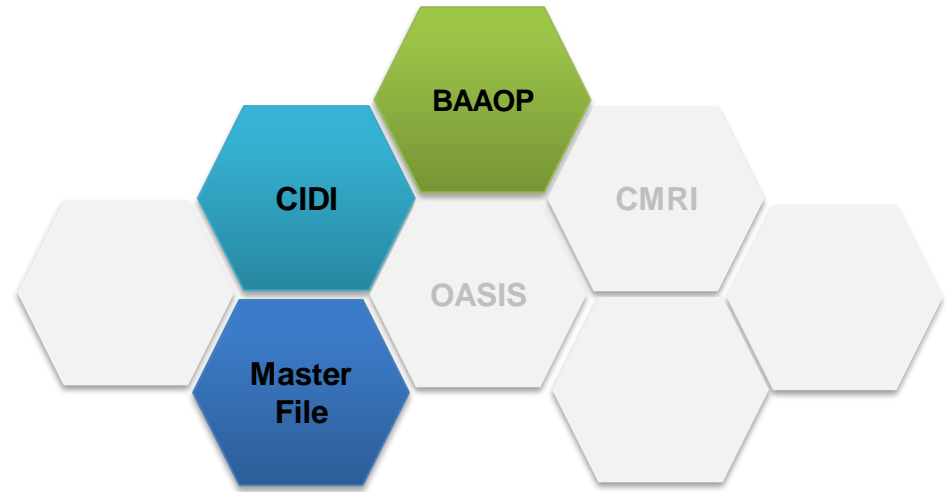 BAAOP
CIDI
CMRI
OASIS
Master
File